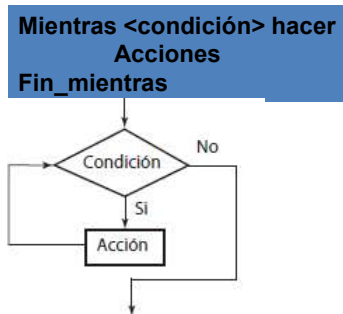 Mientras <condición> hacer
Acciones
Fin_mientras
Condición
No
Si
Acción